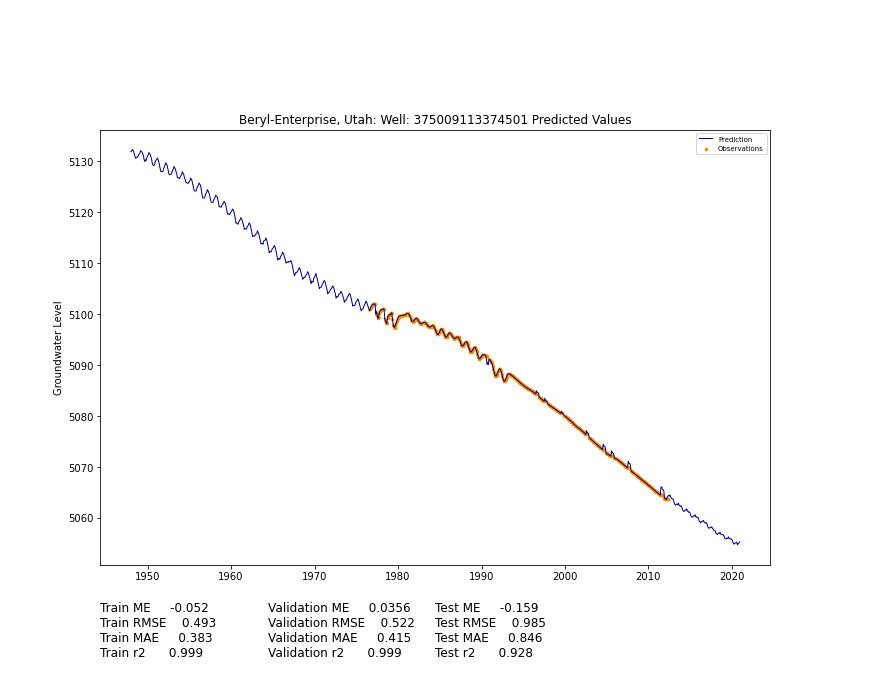 Beryl-Enterprise, Utah: Well: 375009113374501 Predicted Values
Prediction
Observations
5130
5120
5110
5100
5090
5080
5070
5060
Groundwater Level
1950 1960 1970 1980 1990 2000 2010 2020
Train ME -0.052 Validation ME 0.0356 Test ME -0.159
Train RMSE 0.493 Validation RMSE 0.522 Test RMSE 0.985
Train MAE 0.383 Validation MAE 0.415 Test MAE 0.846
Train r2 0.999 Validation r2 0.999 Test r2 0.928